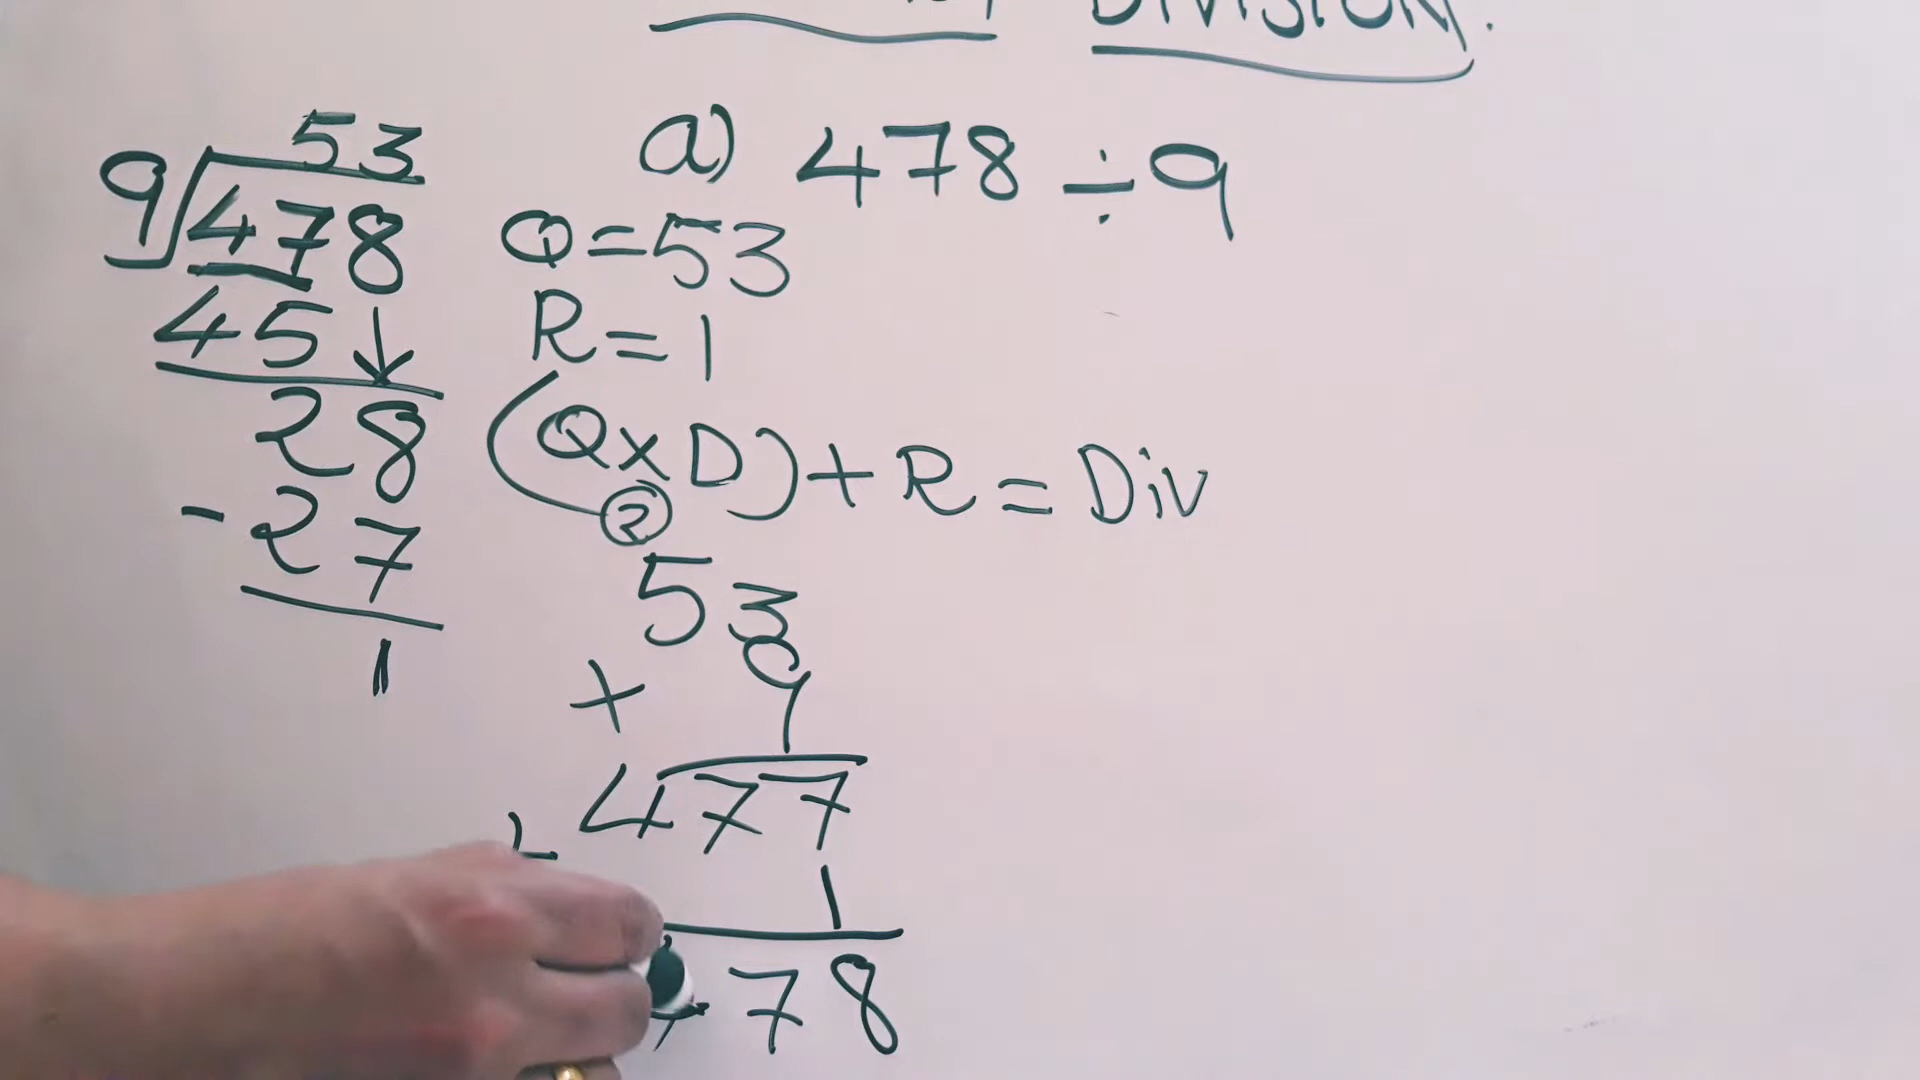 DIVISION.
a) 478 ÷ 9
53
9 478
45 ↓
28
- 27
1
Q = 53
R = 1
(Q x D) + R = Div
2
53
x 9
477
+ 1
478